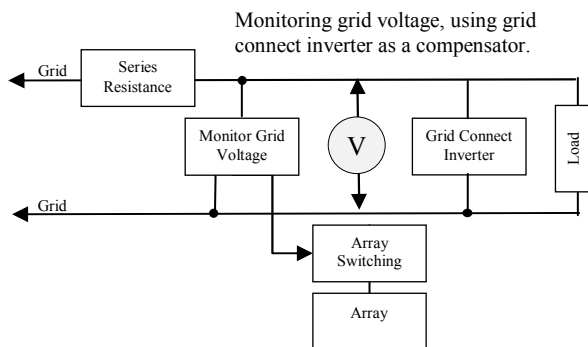 Monitoring grid voltage, using grid
connect inverter as a compensator.
Grid
Series
Resistance
Monitor Grid
Voltage
V
Grid Connect
Inverter
Load
Grid
Array
Switching
Array